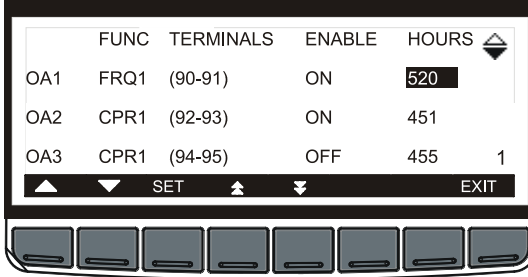 FUNC TERMINALS ENABLE HOURS
OA1 FRQ1 (90-91) ON 520
OA2 CPR1 (92-93) ON 451
OA3 CPR1 (94-95) OFF 455 1
SET EXIT